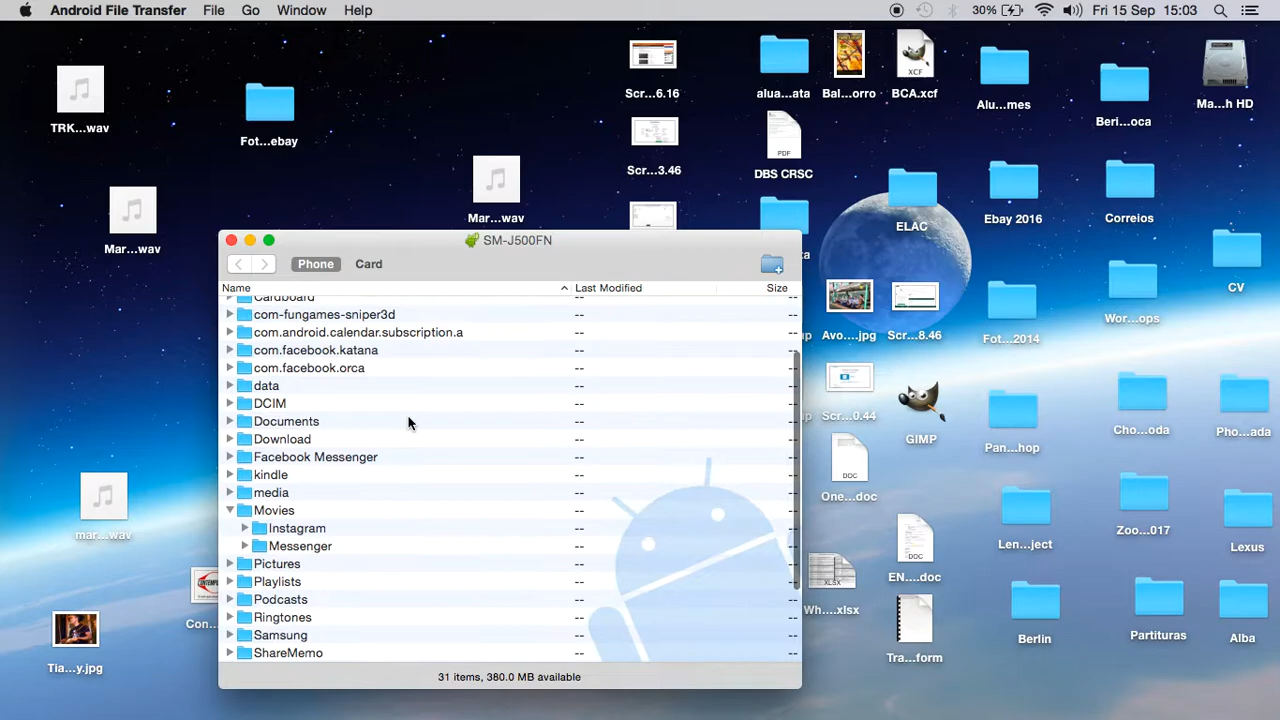 Android File Transfer File Go Window Help 30% Fri 15 Sep 15:03
TRK....wav
Fot...ebay
Scr...6.16
alua...ata
Bal...orro
XCF
BCA.xcf
Alu...mes
Beri...oca
Ma...h HD
Mar...wav
Mar...wav
Scr...3.46
PDF
DBS CRSC
ELAC
Ebay 2016
Correios
CV
SM-J500FN
Phone Card
Name Last Modified Size
Cardboard --
com-fungames-sniper3d -- --
com.android.calendar.subscription.a -- --
com.facebook.katana -- --
com.facebook.orca -- --
data -- --
DCIM -- --
Documents -- --
Download -- --
Facebook Messenger -- --
kindle -- --
media -- --
Movies -- --
Instagram -- --
Messenger -- --
Pictures -- --
Playlists -- --
Podcasts -- --
Ringtones -- --
Samsung -- --
ShareMemo -- --
31 items, 380.0 MB available
Avo....jpg
Scr...8.46
Fot...2014
Wor...ops
Scr...0.44
GIMP
Pan...hop
Cho...oda
Pho...ada
DOC
One...doc
Len...ject
Zoo...017
Lexus
DOC
EN....doc
XLSX
Wh....xlsx
Berlin
Partituras
Alba
Tra...form
mar...wav
Con...
Tia...y.jpg